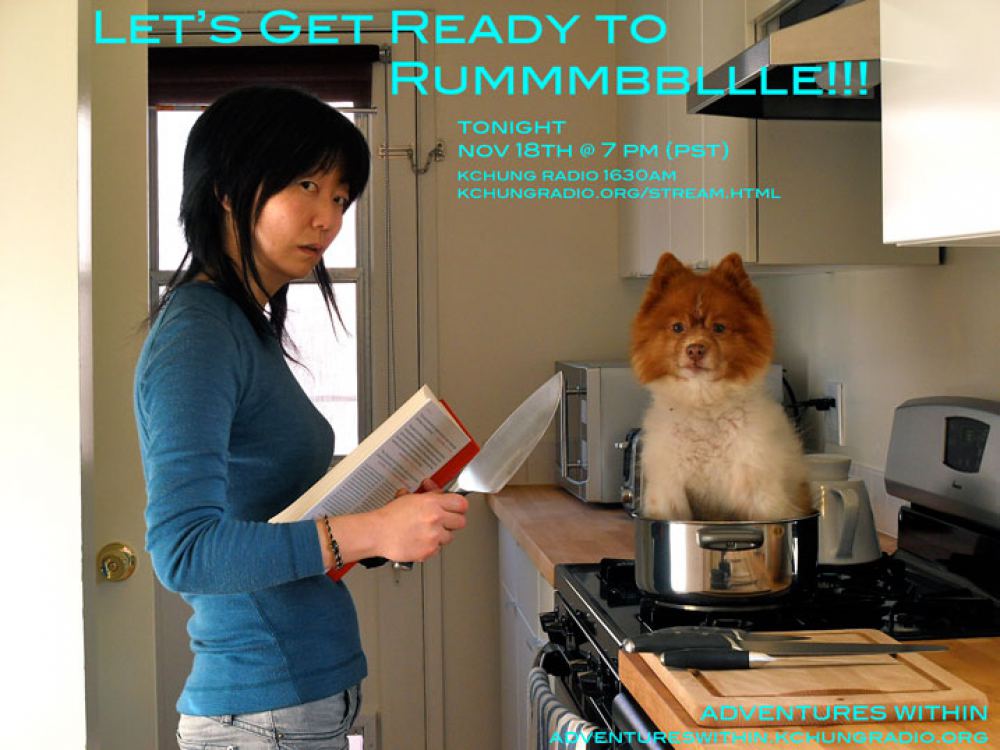 Let's Get Ready to
Rummmbbllle!!!
TONIGHT
NOV 18TH @ 7 PM (PST)
KCHUNG RADIO 1630AM
KCHUNGRADIO.ORG/STREAM.HTML
ADVENTURES WITHIN
ADVENTURESWITHIN.KCHUNGRADIO.ORG